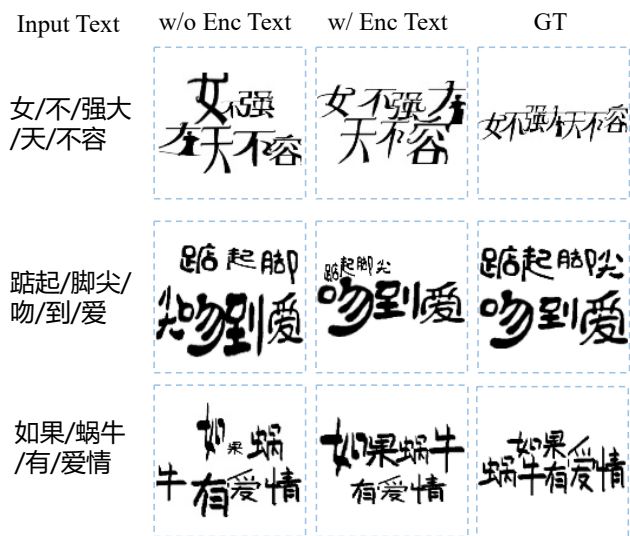 Input Text
w/o Enc Text
w/ Enc Text
GT
女/不/强大
/天/不容
女不强
大天不容
女不强大
天不容
女不强大天不容
踮起/脚尖/
吻/到/爱
踮起脚
尖吻到爱
踮起脚尖
吻到爱
踮起脚尖
吻到爱
如果/蜗牛
/有/爱情
如果蜗
牛有爱情
如果蜗牛
有爱情
如果
蜗牛有爱情